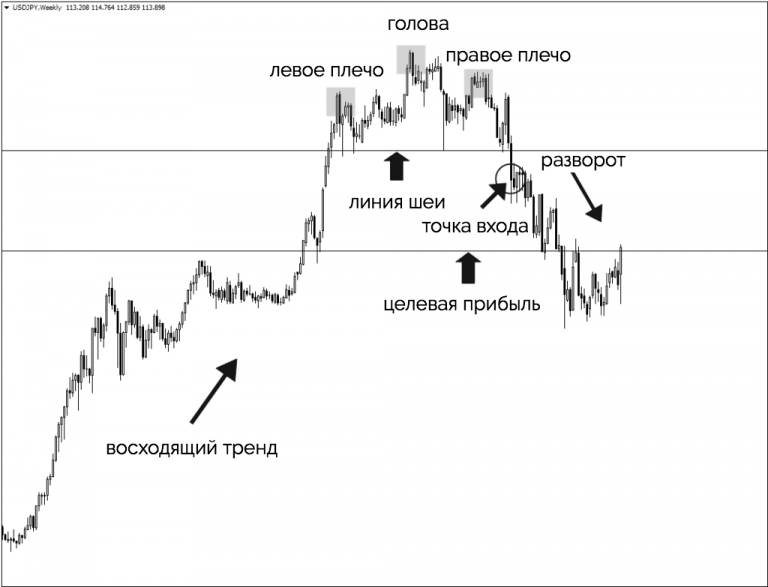 USDJPY,Weekly 113.208 114.764 112.859 113.898
голова
левое плечо
правое плечо
разворот
линия шеи
точка входа
целевая прибыль
восходящий тренд